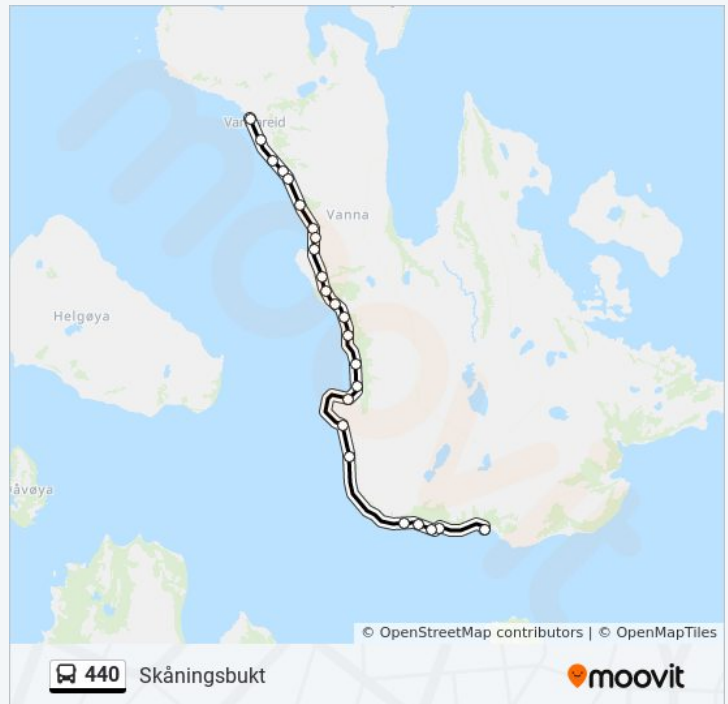 Vanna
Helgøya
© OpenStreetMap contributors | © OpenMapTiles
440 Skåningsbukt
moovit